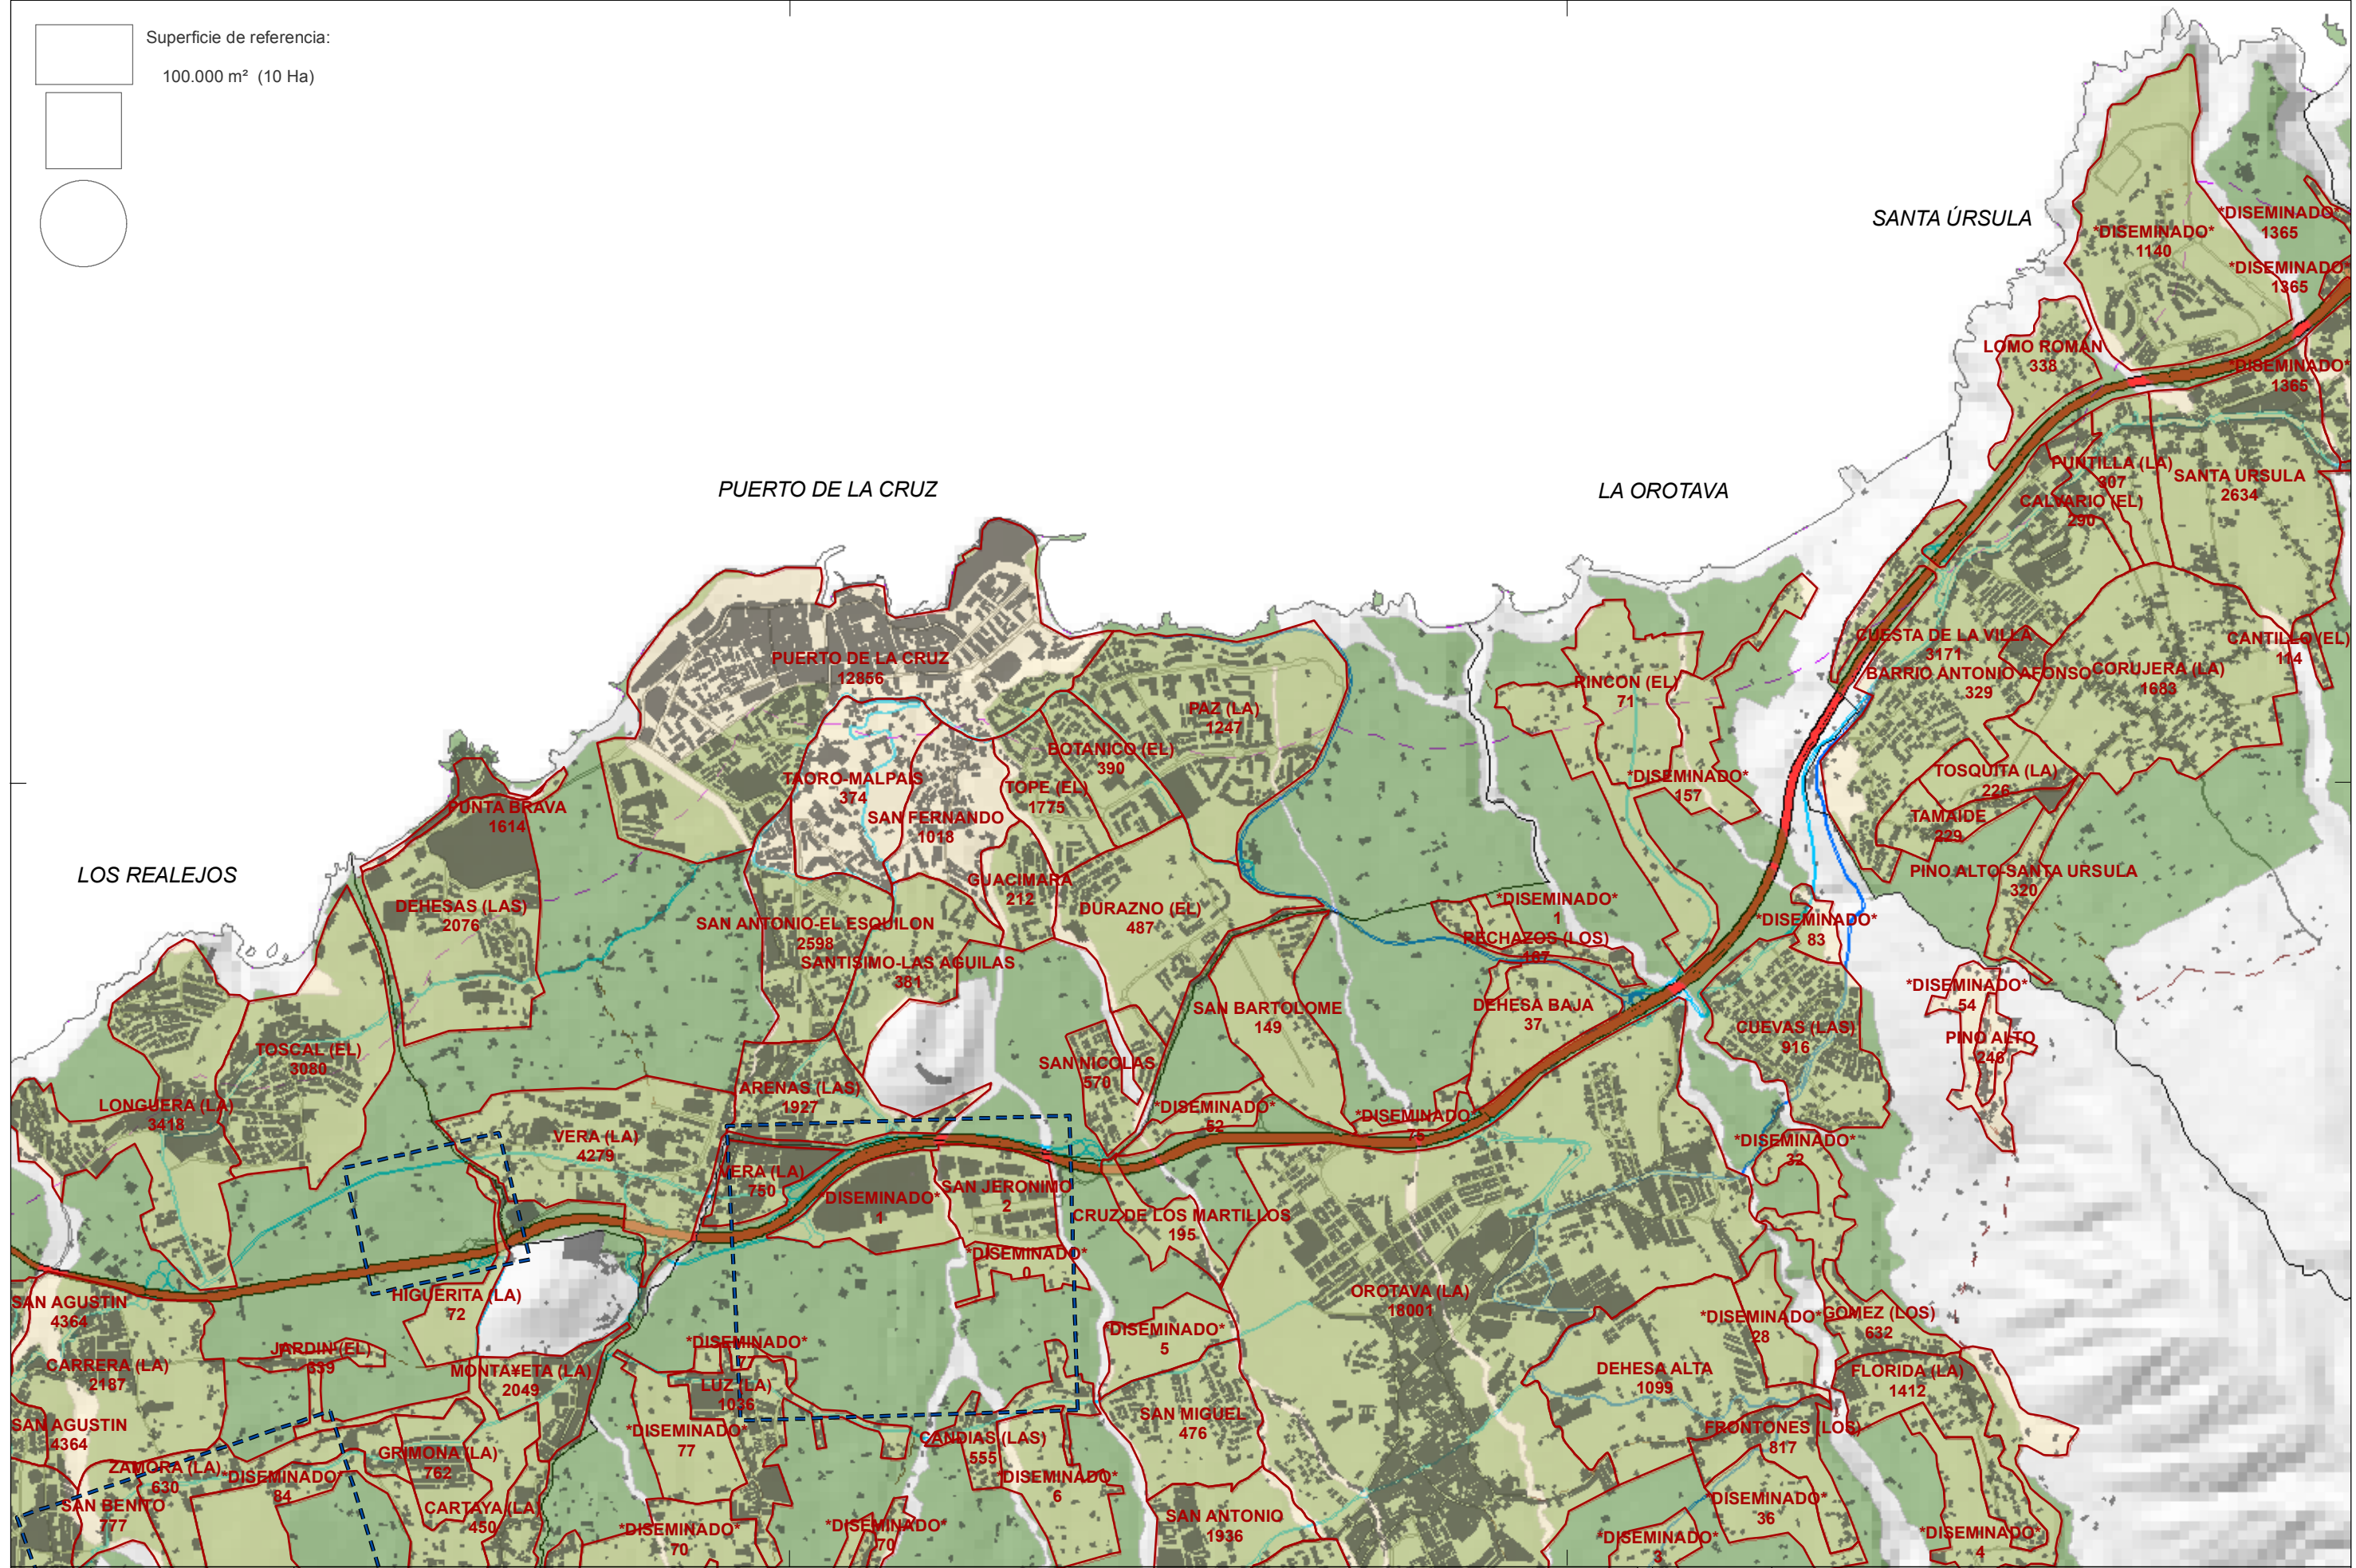 Superficie de referencia:
100.000 m² (10 Ha)
SANTA ÚRSULA
*DISEMINADO*
1365
*DISEMINADO*
1140
*DISEMINADO*
1365
LOMO ROMAN
338
*DISEMINADO*
1365
PUERTO DE LA CRUZ
LA OROTAVA
PUNTILLA (LA)
307
SANTA URSULA
2634
CALVARIO (EL)
290
CUESTA DE LA VILLA
3171
CANTILLO (EL)
114
PUERTO DE LA CRUZ
12856
BARRIO ANTONIO AFONSO
329
CORUJERA (LA)
1683
RINCON (EL)
71
PAZ (LA)
1247
BOTANICO (EL)
390
TAORO-MALPAIS
374
TOPE (EL)
1775
*DISEMINADO*
157
TOSQUITA (LA)
226
PUNTA BRAVA
1614
SAN FERNANDO
1018
TAMAIDE
229
LOS REALEJOS
GUACIMARA
212
PINO ALTO-SANTA URSULA
320
DEHESAS (LAS)
2076
DURAZNO (EL)
487
*DISEMINADO*
1
SAN ANTONIO-EL ESQUILON
2598
*DISEMINADO*
83
RECHAZOS (LOS)
187
SANTISIMO-LAS AGUILAS
381
*DISEMINADO*
54
SAN BARTOLOME
149
DEHESA BAJA
37
CUEVAS (LAS)
916
PINO ALTO
246
TOSCAL (EL)
3080
SAN NICOLAS
570
ARENAS (LAS)
1927
LONGUERA (LA)
3418
*DISEMINADO*
52
*DISEMINADO*
75
VERA (LA)
4279
*DISEMINADO*
32
VERA (LA)
750
*DISEMINADO*
1
SAN JERONIMO
2
CRUZ DE LOS MARTILLOS
195
*DISEMINADO*
0
HIGUERITA (LA)
72
OROTAVA (LA)
18001
SAN AGUSTIN
4364
*DISEMINADO*
28
GOMEZ (LOS)
632
*DISEMINADO*
5
*DISEMINADO*
77
JARDIN (EL)
339
CARRERA (LA)
2187
MONTA¥ETA (LA)
2049
DEHESA ALTA
1099
FLORIDA (LA)
1412
LUZ (LA)
1036
SAN MIGUEL
476
SAN AGUSTIN
4364
*DISEMINADO*
77
FRONTONES (LOS)
817
CANDIAS (LAS)
555
GRIMONA (LA)
762
ZAMORA (LA)
630
*DISEMINADO*
84
*DISEMINADO*
6
SAN BENITO
777
CARTAYA (LA)
450
*DISEMINADO*
36
SAN ANTONIO
1936
*DISEMINADO*
70
*DISEMINADO*
70
*DISEMINADO*
3
*DISEMINADO*
4